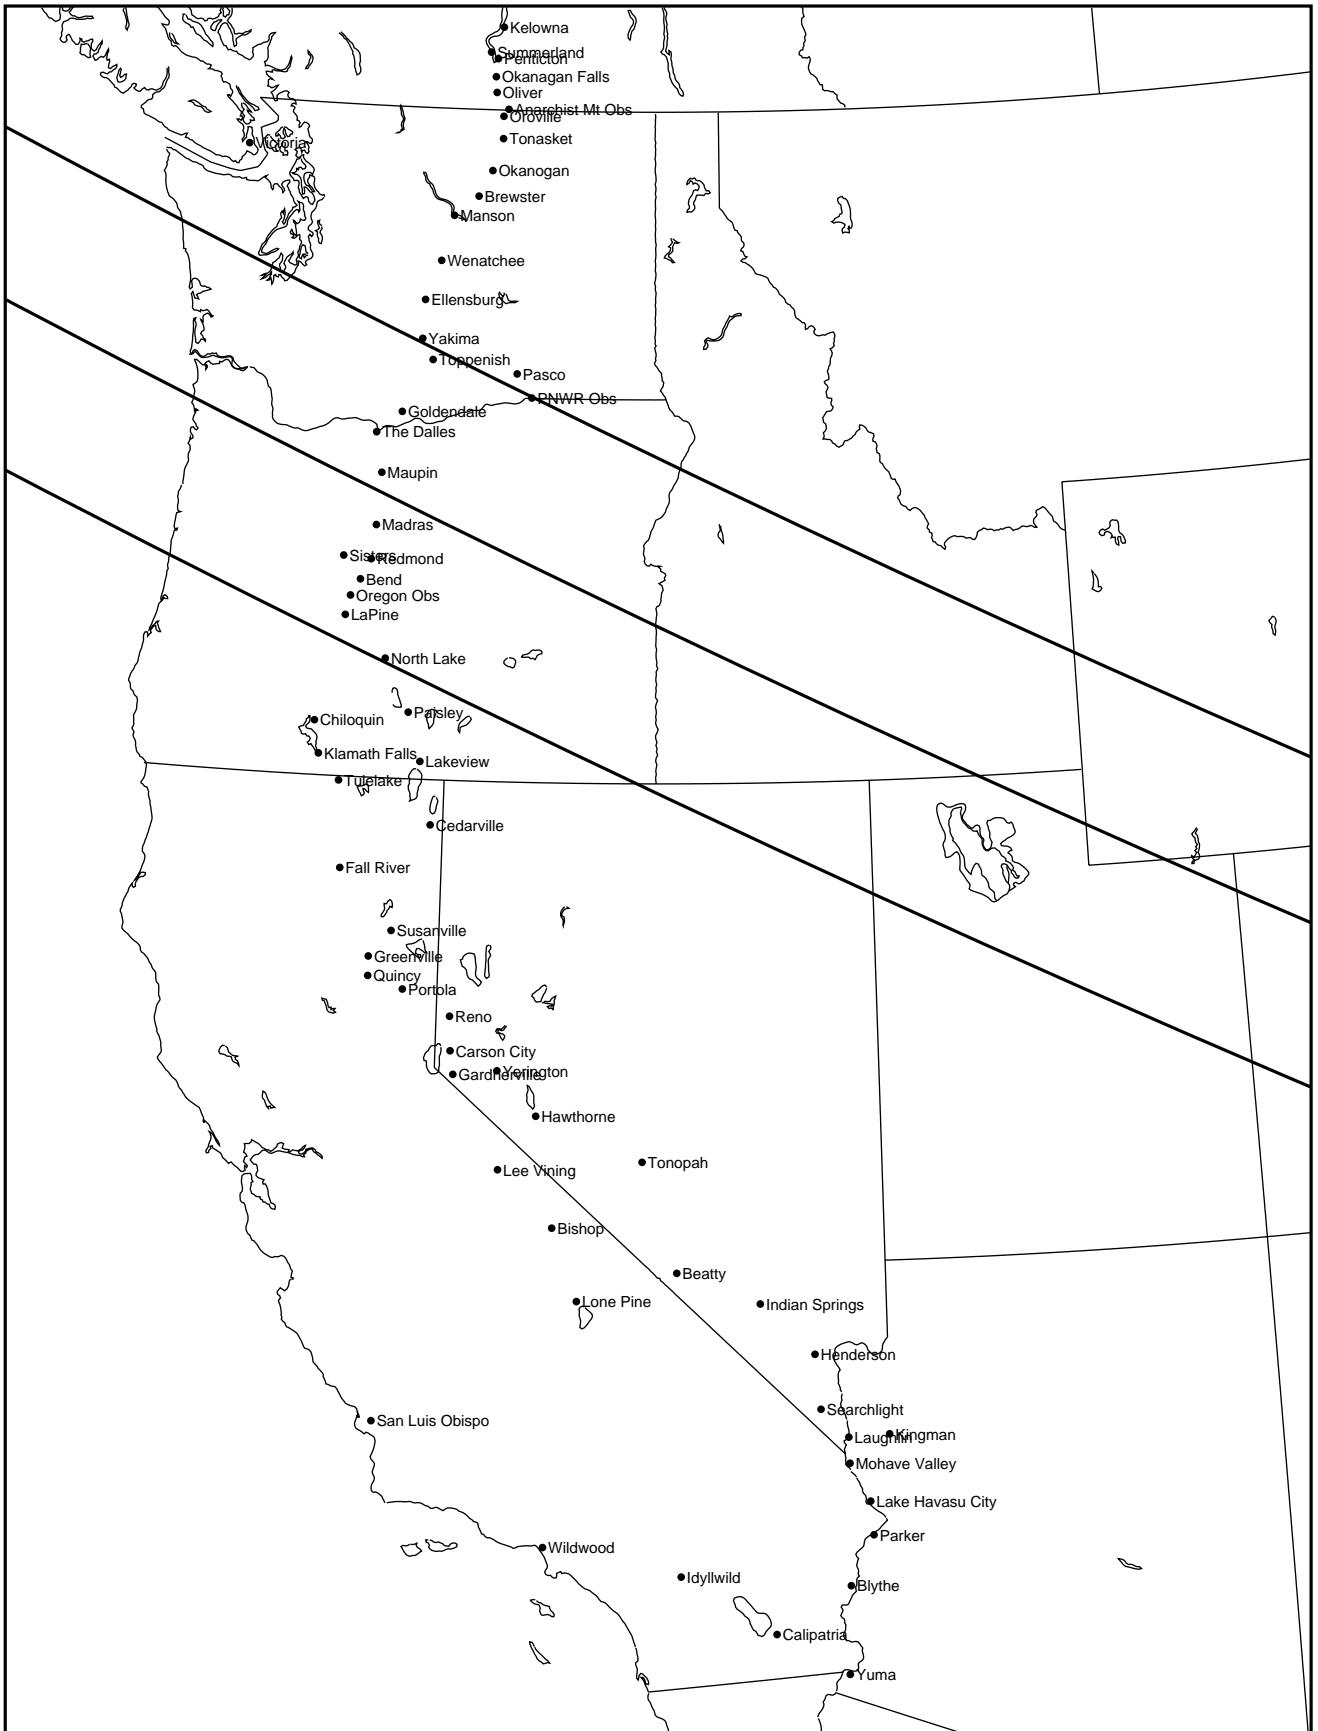 Kelowna
Summerland
Penticton
Okanagan Falls
Oliver
Anarchist Mt Obs
Oroville
Tonasket
Victoria
Okanogan
Brewster
Manson
Wenatchee
Ellensburg
Yakima
Toppenish
Pasco
PNWR Obs
Goldendale
The Dalles
Maupin
Madras
Sisters
Redmond
Bend
Oregon Obs
LaPine
North Lake
Paisley
Chiloquin
Klamath Falls
Lakeview
Tulelake
Cedarville
Fall River
Susanville
Greenville
Quincy
Portola
Reno
Carson City
Yerington
Gardnerville
Hawthorne
Tonopah
Lee Vining
Bishop
Beatty
Lone Pine
Indian Springs
Henderson
Searchlight
San Luis Obispo
Kingman
Laughlin
Mohave Valley
Lake Havasu City
Parker
Wildwood
Idyllwild
Blythe
Calipatria
Yuma